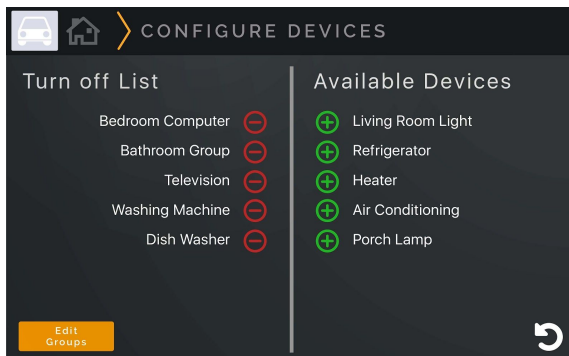 CONFIGURE DEVICES
Turn off List
Bedroom Computer
Bathroom Group
Television
Washing Machine
Dish Washer
Edit
Groups
Available Devices
Living Room Light
Refrigerator
Heater
Air Conditioning
Porch Lamp